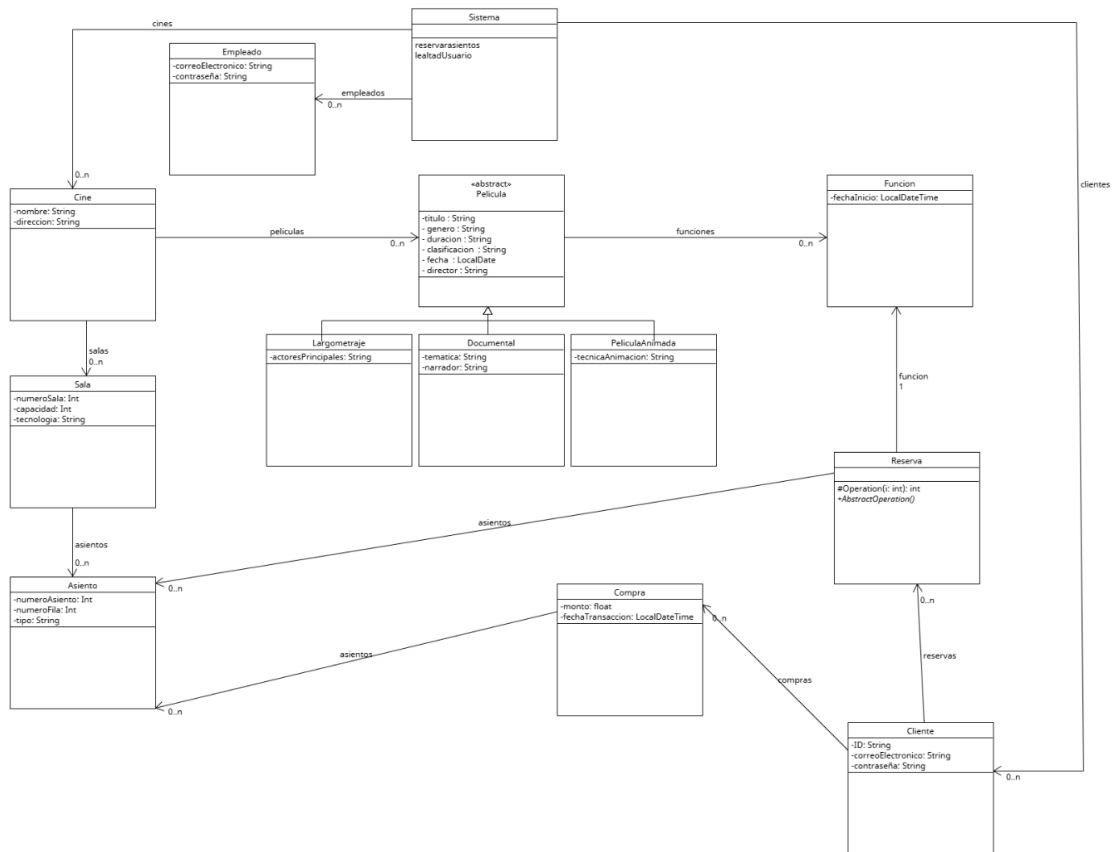 Sistema
reservarasientos
lealtadUsuario
cines
Empleado
-correoElectronico: String
-contraseña: String
empleados
0..n
clientes
0..n
Cine
-nombre: String
-direccion: String
peliculas
0..n
«abstract»
Pelicula
-titulo : String
- genero : String
- duracion : String
- clasificacion : String
- fecha : LocalDate
- director : String
funciones
0..n
Funcion
-fechaInicio: LocalDateTime
salas
0..n
Largometraje
-actoresPrincipales: String
Documental
-tematica: String
-narrador: String
PeliculaAnimada
-tecnicaAnimacion: String
funcion
1
Sala
-numeroSala: Int
-capacidad: Int
-tecnologia: String
Reserva
#Operation(i: int): int
+AbstractOperation()
asientos
0..n
asientos
0..n
Asiento
-numeroAsiento: Int
-numeroFila: Int
-tipo: String
Compra
-monto: float
-fechaTransaccion: LocalDateTime
0..n
0..n
asientos
0..n
compras
reservas
Cliente
-ID: String
-correoElectronico: String
-contraseña: String
0..n